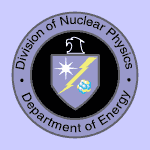 Division of Nuclear Physics
Department of Energy